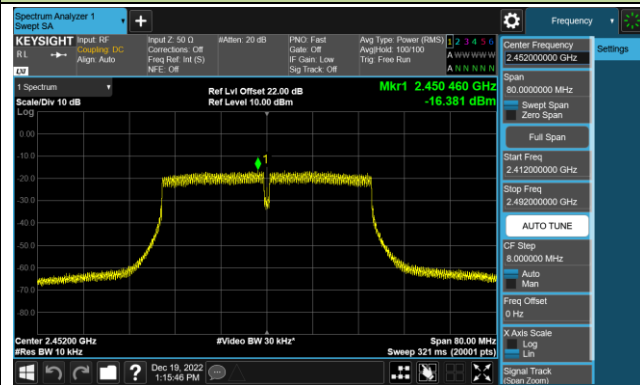 Spectrum Analyzer 1
Swept SA
Frequency
KEYSIGHT
RL
LXI
Input: RF
Coupling: DC
Align: Auto
Input Z: 50 Ω
Corrections: Off
Freq Ref: Int (S)
NFE: Off
#Atten: 20 dB
PNO: Fast
Gate: Off
IF Gain: Low
Sig Track: Off
Avg Type: Power (RMS)
Avg|Hold: 100/100
Trig: Free Run
1 2 3 4 5 6
A W W W W W
A N N N N N
1 Spectrum
Scale/Div 10 dB
Log
Ref Lvl Offset 22.00 dB
Ref Level 10.00 dBm
Mkr1 2.450 460 GHz
-16.381 dBm
1
0.00
-10.0
-20.0
-30.0
-40.0
-50.0
-60.0
-70.0
-80.0
Center 2.45200 GHz
#Res BW 10 kHz
#Video BW 30 kHz*
Span 80.00 MHz
Sweep 321 ms (20001 pts)
Dec 19, 2022
1:15:46 PM
Center Frequency
2.452000000 GHz
Settings
Span
80.0000000 MHz
Swept Span
Zero Span
Full Span
Start Freq
2.412000000 GHz
Stop Freq
2.492000000 GHz
AUTO TUNE
CF Step
8.000000 MHz
Auto
Man
Freq Offset
0 Hz
X Axis Scale
Log
Lin
Signal Track
(Span Zoom)